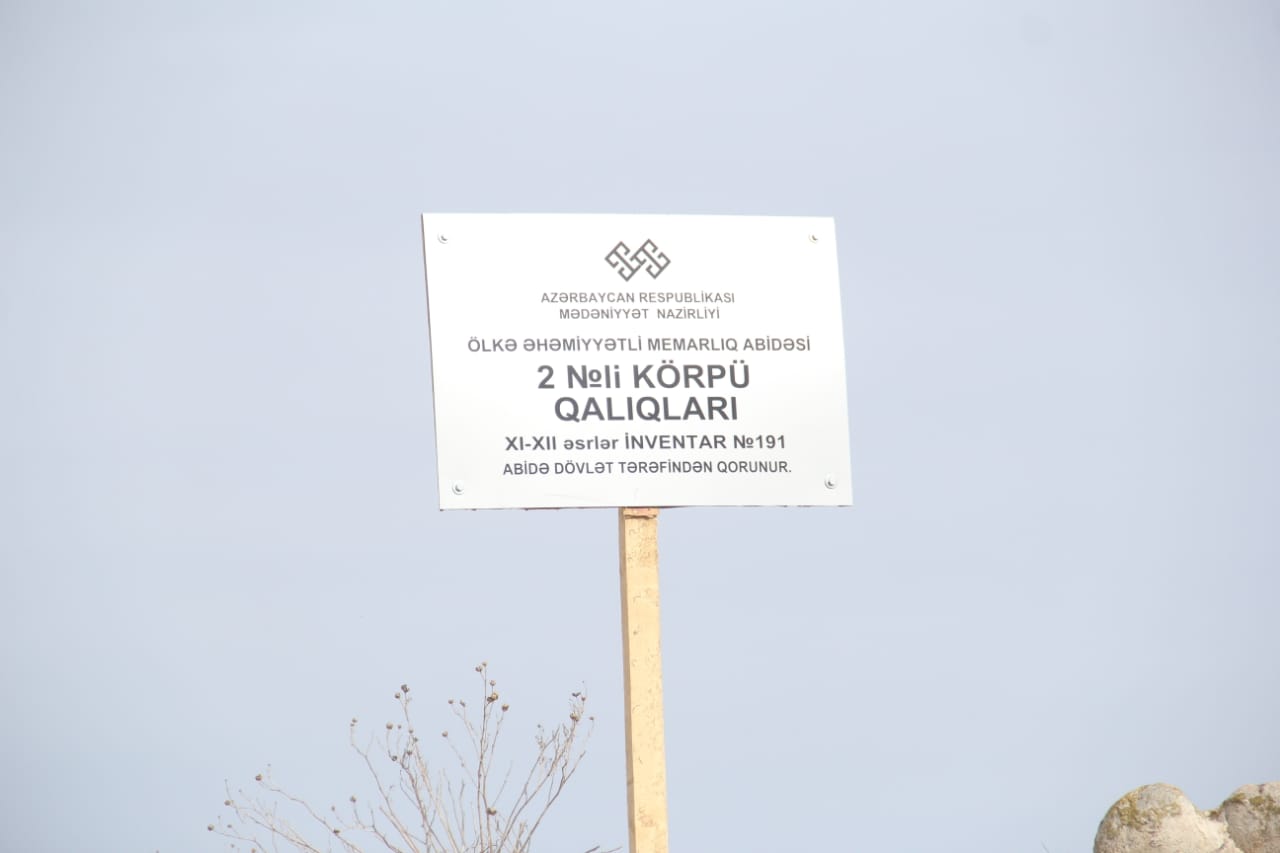 AZƏRBAYCAN RESPUBLİKASI
MƏDƏNİYYƏT NAZİRLİYİ
ÖLKƏ ƏHƏMİYYƏTLİ MEMARLIQ ABİDƏSİ
2 №li KÖRPÜ
QALIQLARI
XI-XII əsrlər İNVENTAR №191
ABİDƏ DÖVLƏT TƏRƏFİNDƏN QORUNUR.